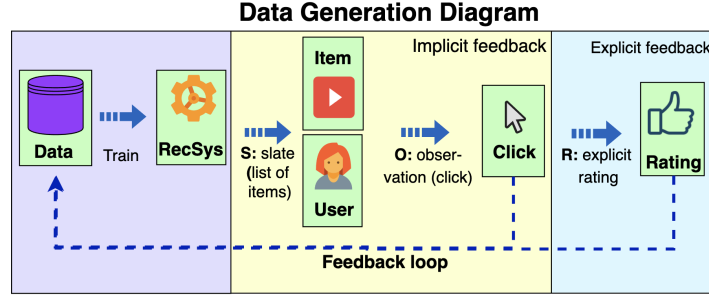 Data Generation Diagram
Implicit feedback
Explicit feedback
Data
Train
RecSys
S: slate
(list of
items)
Item
User
O: obser-
vation (click)
Click
R: explicit
rating
Rating
Feedback loop